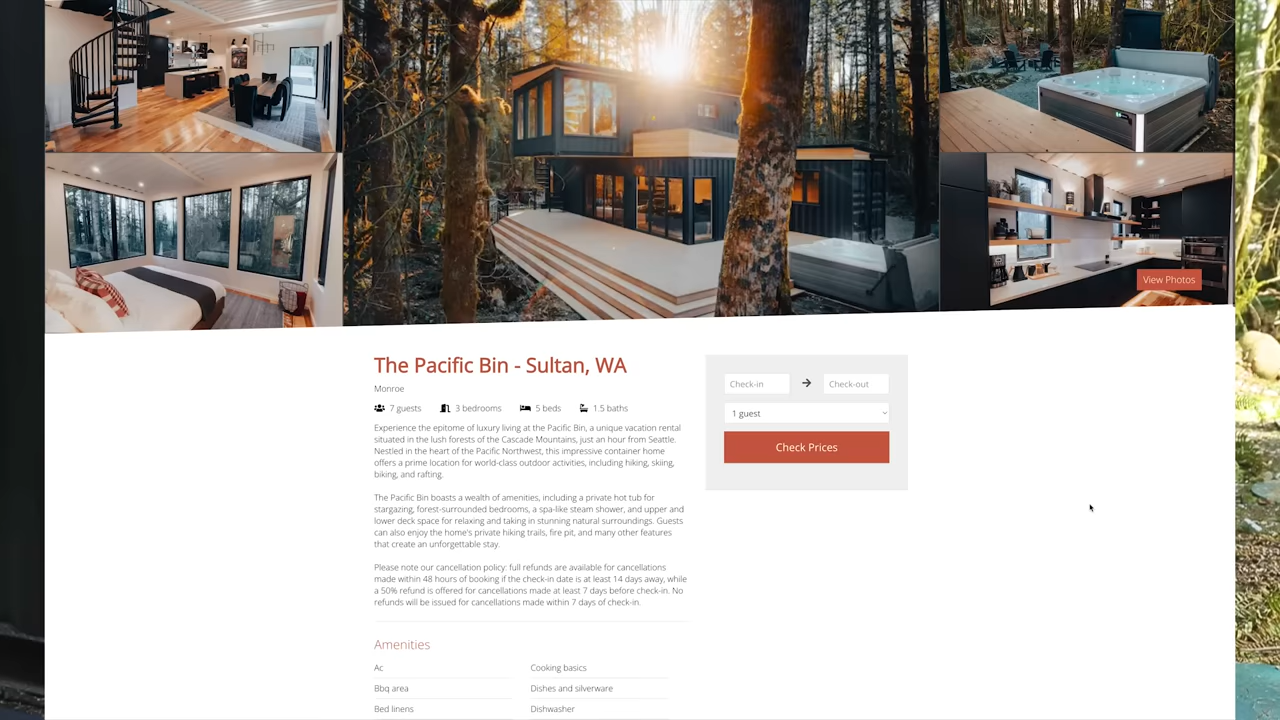 View Photos
The Pacific Bin - Sultan, WA
Monroe
7 guests 3 bedrooms 5 beds 1.5 baths
Experience the epitome of luxury living at the Pacific Bin, a unique vacation rental
situated in the lush forests of the Cascade Mountains, just an hour from Seattle.
Nestled in the heart of the Pacific Northwest, this impressive container home
offers a prime location for world-class outdoor activities, including hiking, skiing,
biking, and rafting.
The Pacific Bin boasts a wealth of amenities, including a private hot tub for
stargazing, forest-surrounded bedrooms, a spa-like steam shower, and upper and
lower deck space for relaxing and taking in stunning natural surroundings. Guests
can also enjoy the home's private hiking trails, fire pit, and many other features
that create an unforgettable stay.
Please note our cancellation policy: full refunds are available for cancellations
made within 48 hours of booking if the check-in date is at least 14 days away, while
a 50% refund is offered for cancellations made at least 7 days before check-in. No
refunds will be issued for cancellations made within 7 days of check-in.
Check-in Check-out
1 guest
Check Prices
Amenities
Ac Cooking basics
Bbq area Dishes and silverware
Bed linens Dishwasher